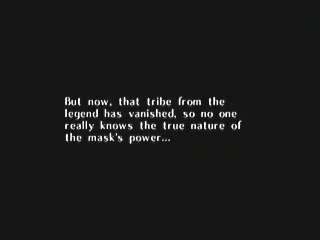 But now, that tribe from the
legend has vanished, so no one
really knows the true nature of
the mask's power...